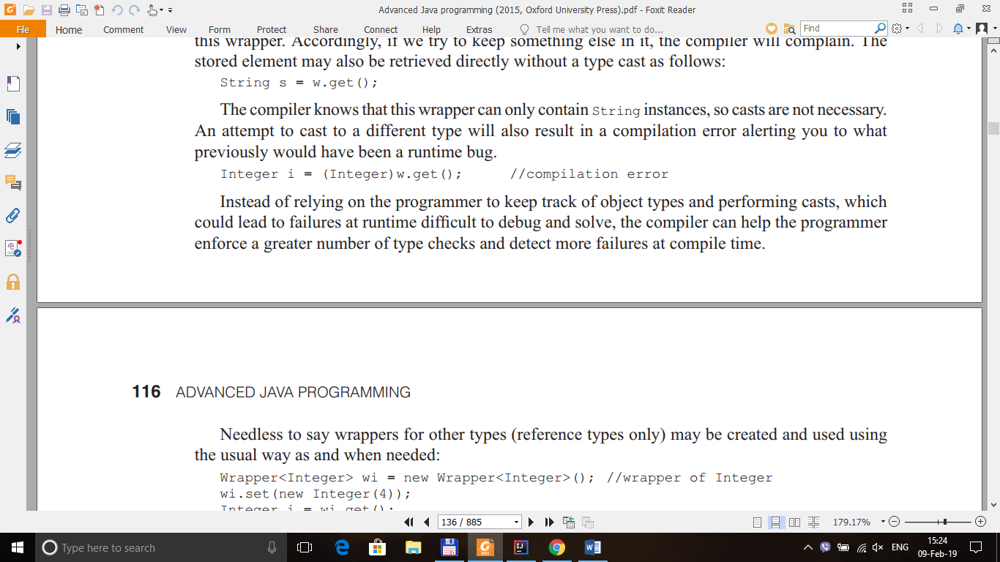 Advanced Java programming (2015, Oxford University Press).pdf - Foxit Reader
File Home Comment View Form Protect Share Connect Help Extras Tell me what you want to do... Find
this wrapper. Accordingly, if we try to keep something else in it, the compiler will complain. The
stored element may also be retrieved directly without a type cast as follows:
String s = w.get();
The compiler knows that this wrapper can only contain String instances, so casts are not necessary.
An attempt to cast to a different type will also result in a compilation error alerting you to what
previously would have been a runtime bug.
Integer i = (Integer)w.get(); //compilation error
Instead of relying on the programmer to keep track of object types and performing casts, which
could lead to failures at runtime difficult to debug and solve, the compiler can help the programmer
enforce a greater number of type checks and detect more failures at compile time.
116 ADVANCED JAVA PROGRAMMING
Needless to say wrappers for other types (reference types only) may be created and used using
the usual way as and when needed:
Wrapper<Integer> wi = new Wrapper<Integer>(); //wrapper of Integer
wi.set(new Integer(4));
Integer i = wi.get();
136 / 885 179.17%
Type here to search ENG 15:24
09-Feb-19